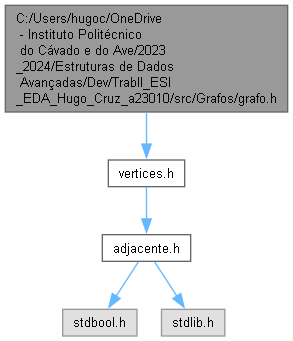 C:/Users/hugoc/OneDrive
- Instituto Politécnico
do Cávado e do Ave/2023
_2024/Estruturas de Dados
Avançadas/Dev/TrabII_ESI
_EDA_Hugo_Cruz_a23010/src/Grafos/grafo.h
vertices.h
adjacente.h
stdbool.h
stdlib.h